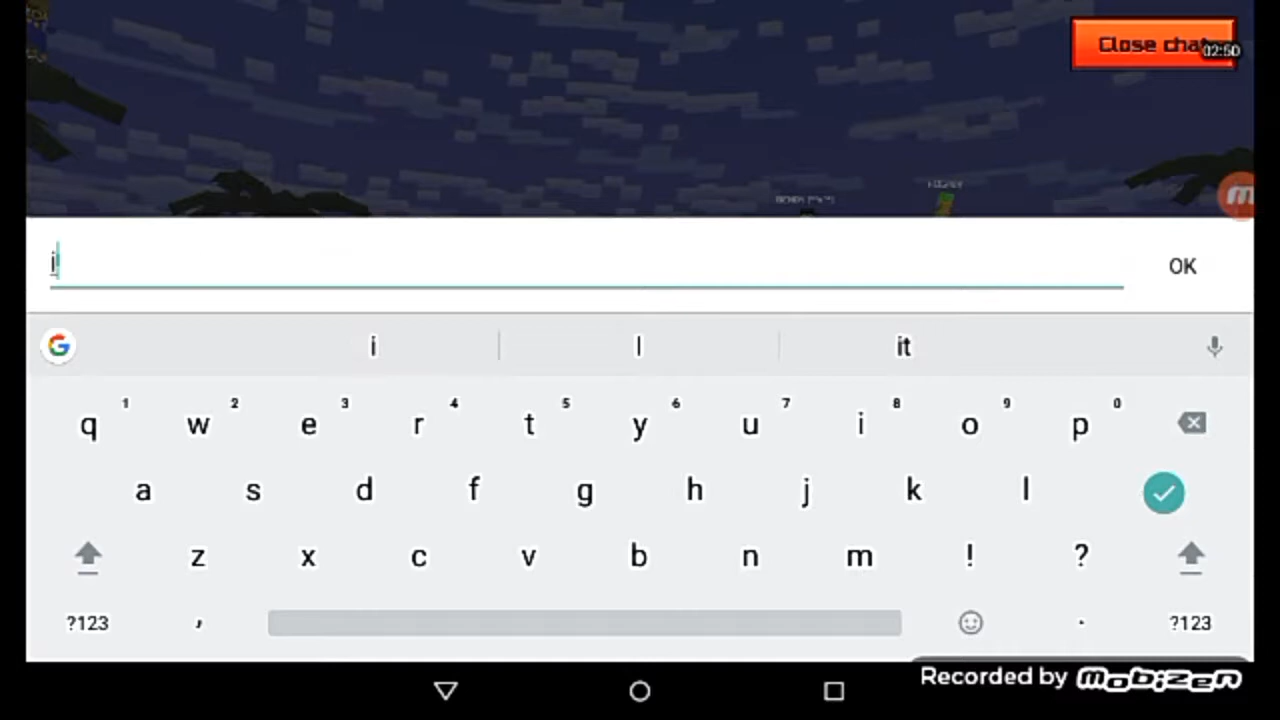 Close chat
02:50
i
OK
G i I it
1 2 3 4 5 6 7 8 9 0
q w e r t y u i o p
a s d f g h j k l
z x c v b n m ! ?
?123 , . ?123
Recorded by mobizen